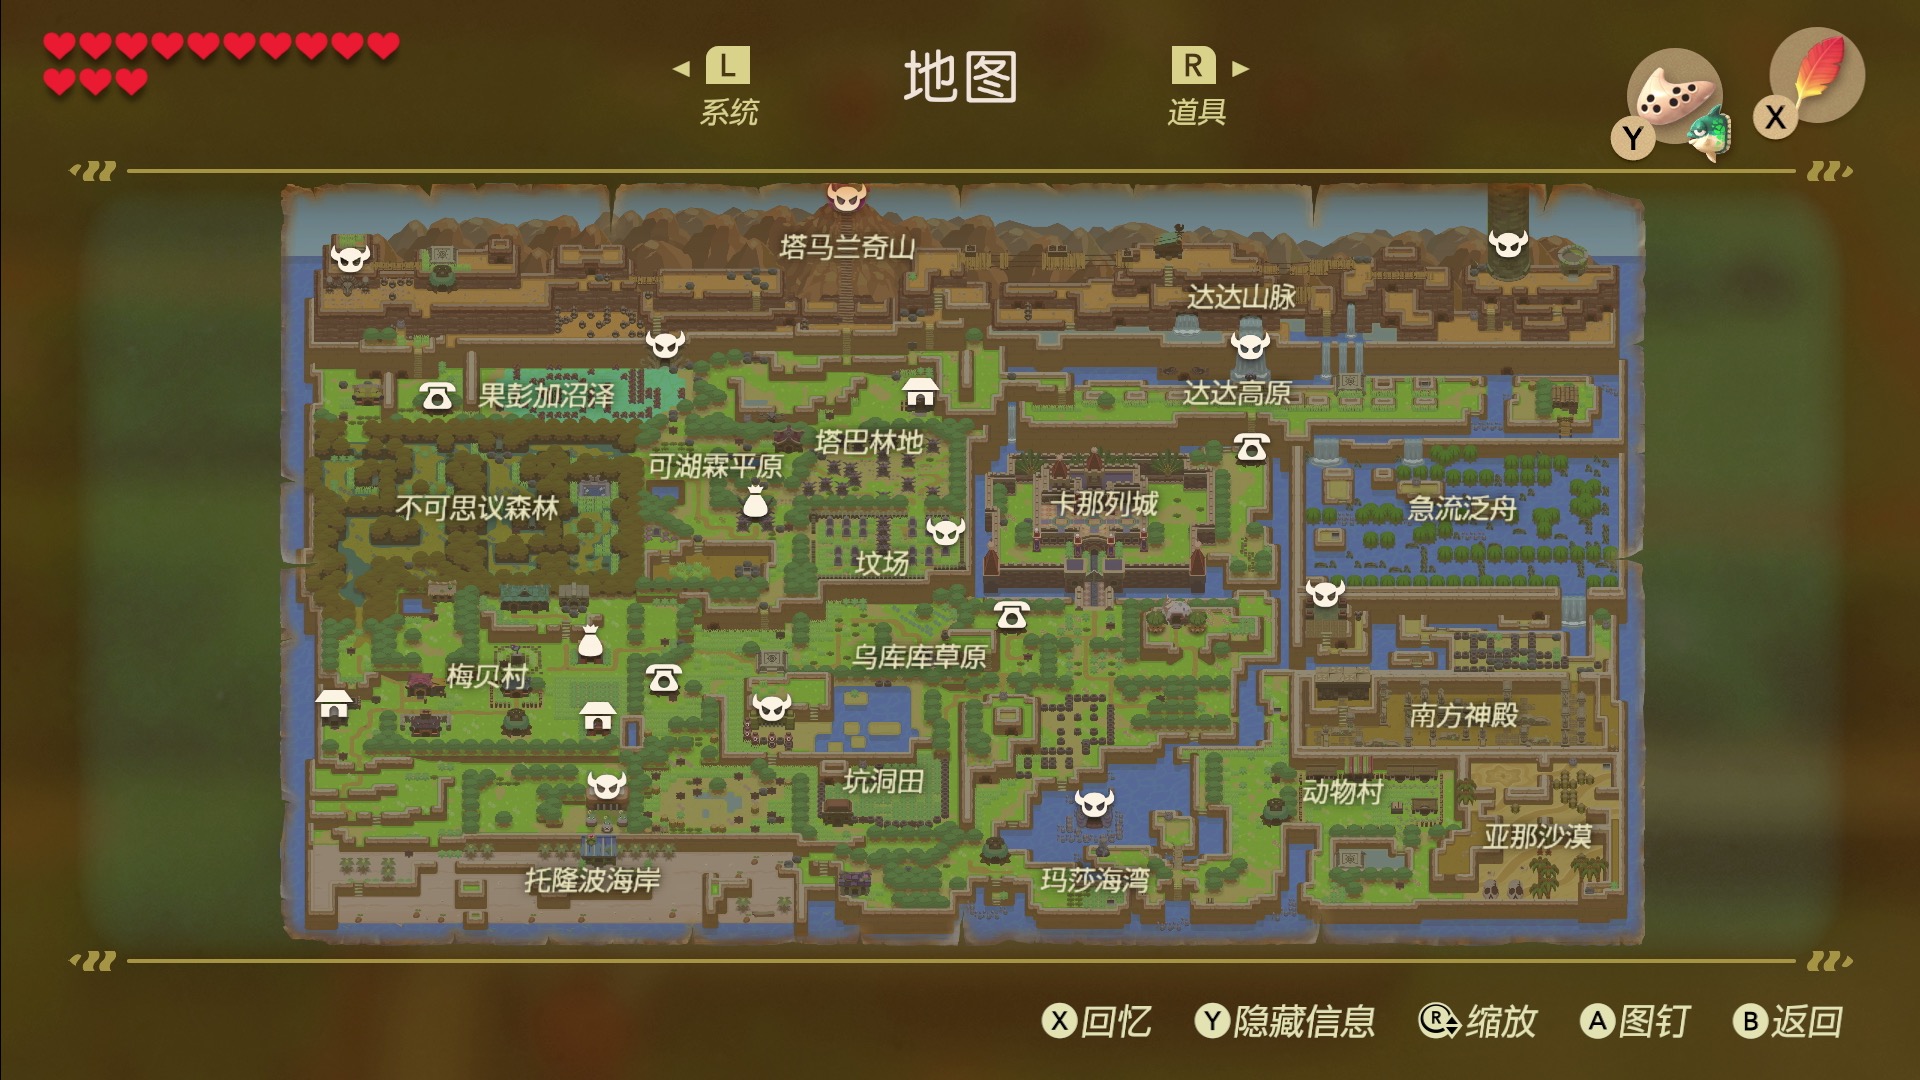 L
地图
R
系统
道具
Y
X
塔马兰奇山
达达山脉
果彭加沼泽
达达高原
塔巴林地
可湖霖平原
不可思议森林
卡那列城
急流泛舟
坟场
乌库库草原
梅贝村
南方神殿
坑洞田
动物村
亚那沙漠
托隆波海岸
玛莎海湾
X 回忆
Y 隐藏信息
R 缩放
A 图钉
B 返回